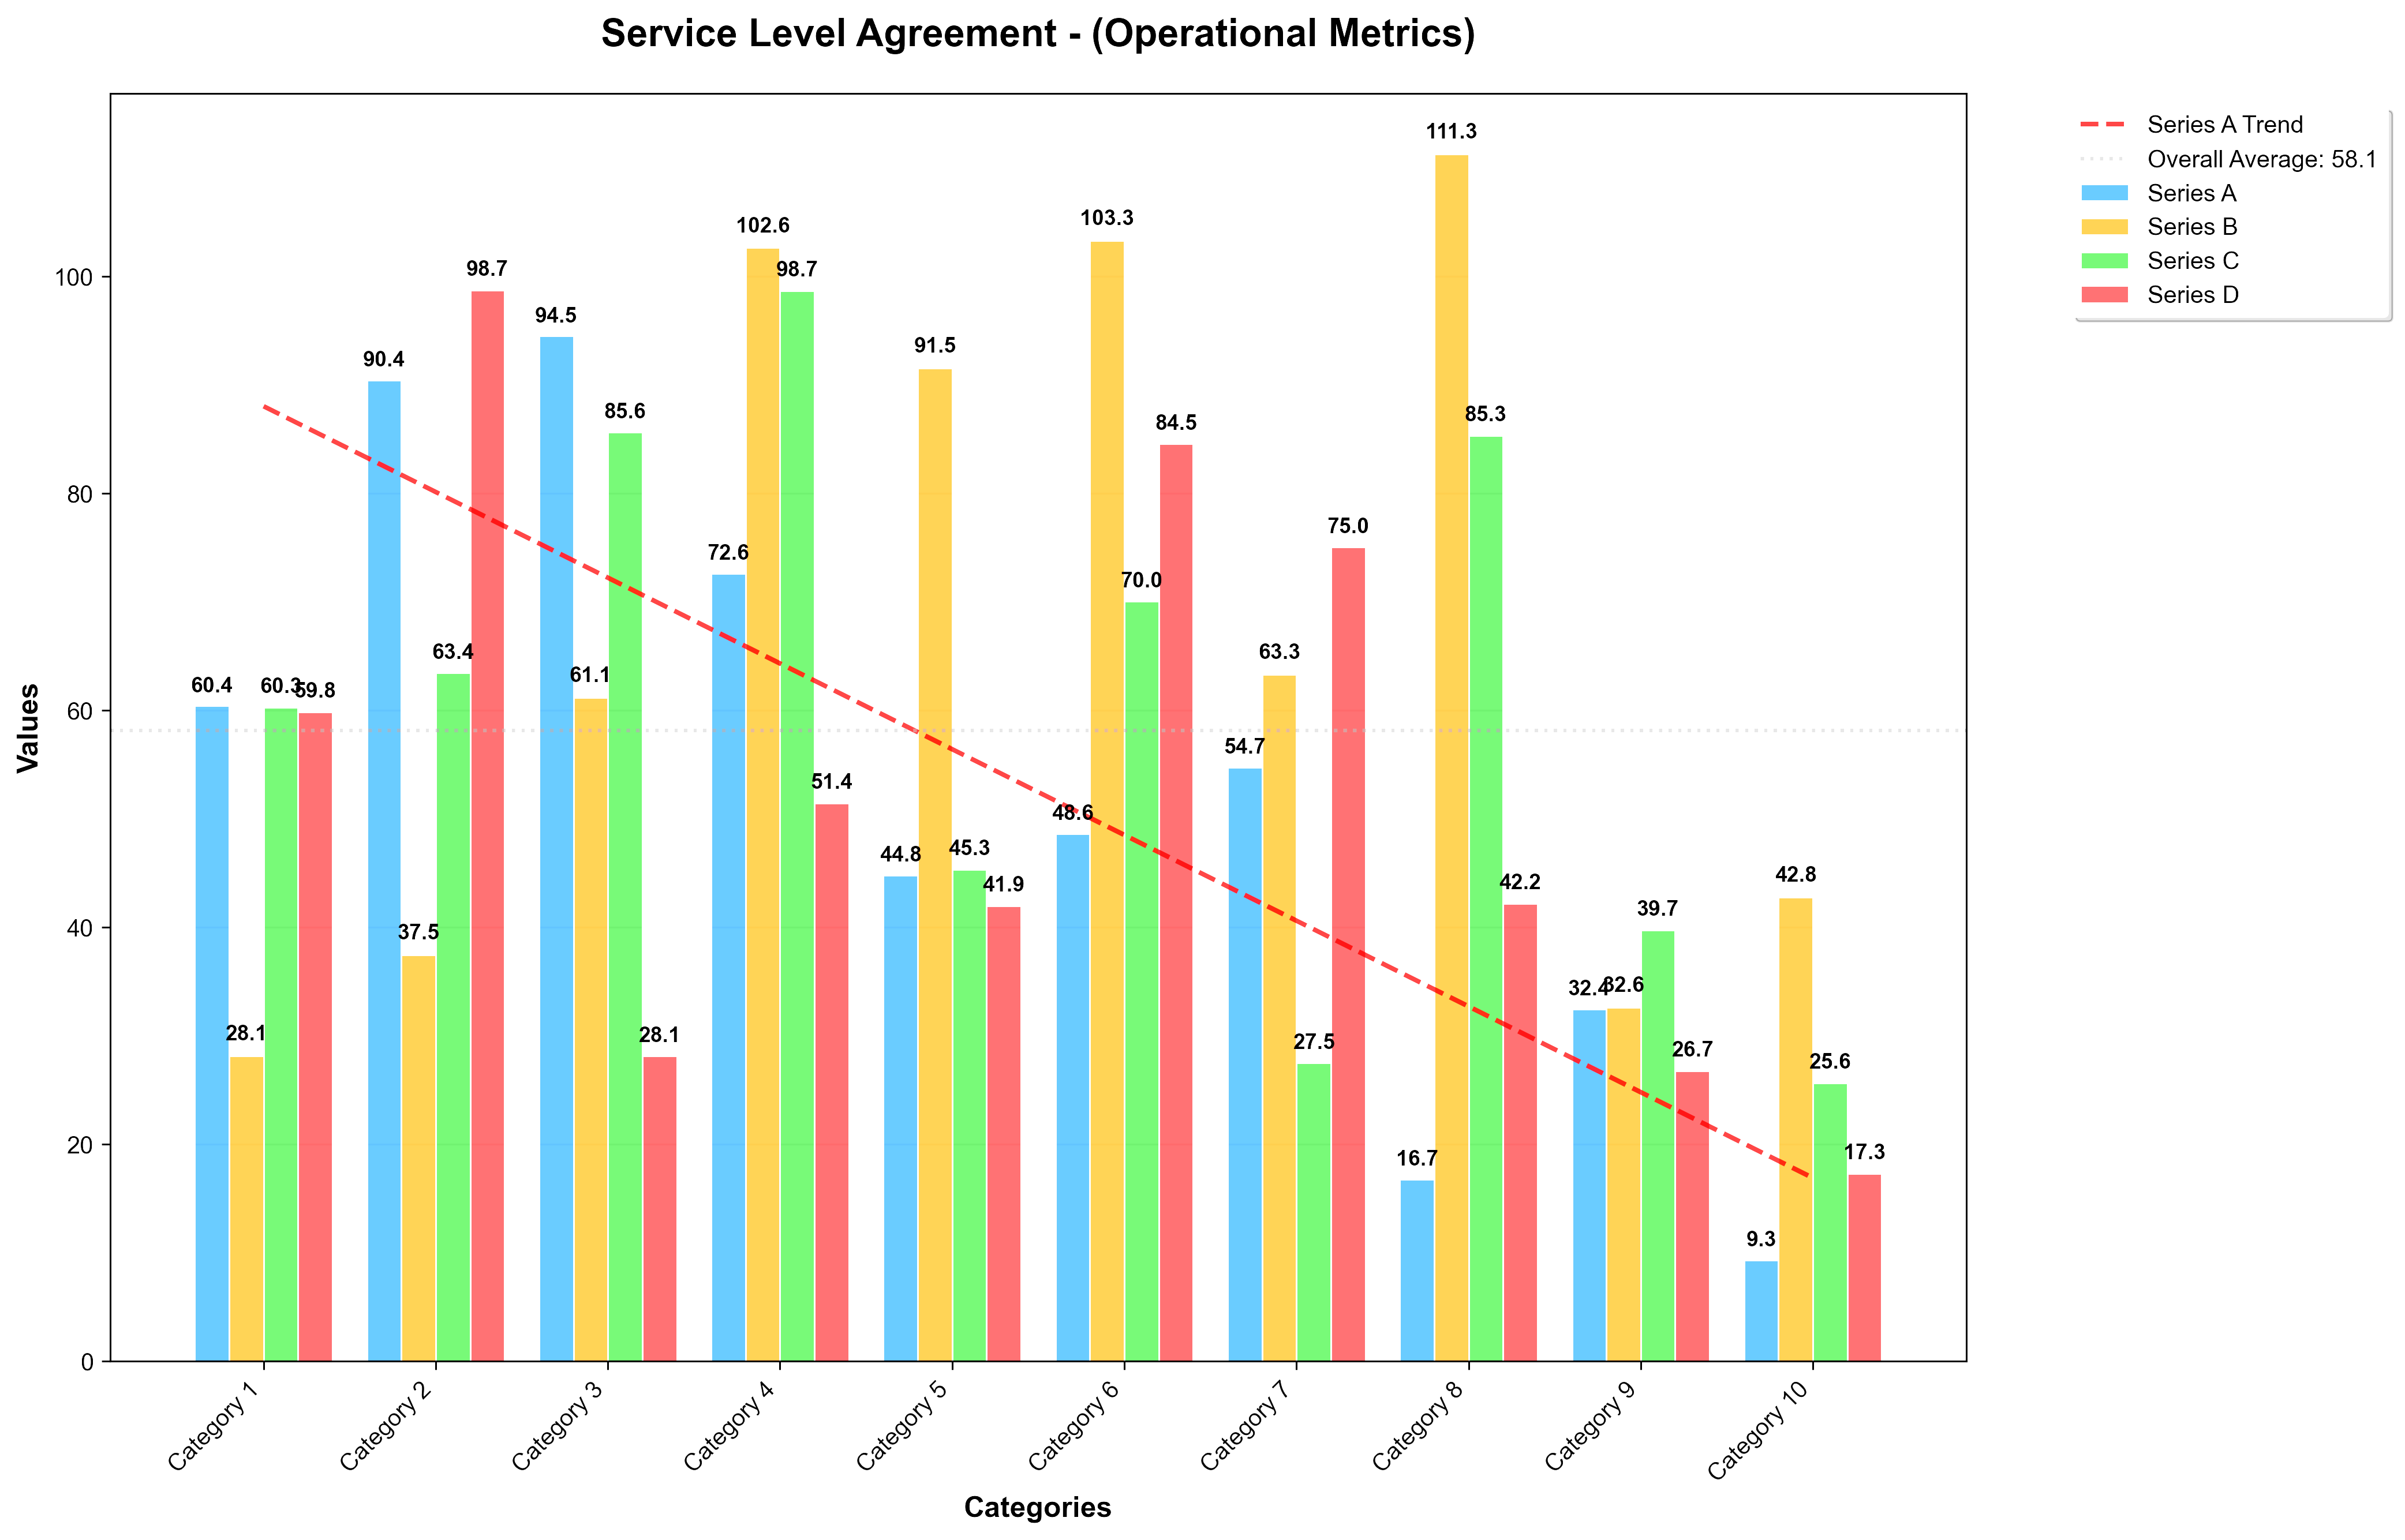 Service Level Agreement - (Operational Metrics)
Series A Trend
Overall Average: 58.1
Series A
Series B
Series C
Series D
Values
100
80
60
40
20
0
60.4
28.1
60.3
59.8
90.4
37.5
63.4
98.7
94.5
61.1
85.6
28.1
72.6
102.6
98.7
51.4
44.8
91.5
45.3
41.9
48.6
103.3
70.0
84.5
54.7
63.3
27.5
75.0
16.7
111.3
85.3
42.2
32.4
32.6
39.7
26.7
9.3
42.8
25.6
17.3
Category 1
Category 2
Category 3
Category 4
Category 5
Category 6
Category 7
Category 8
Category 9
Category 10
Categories